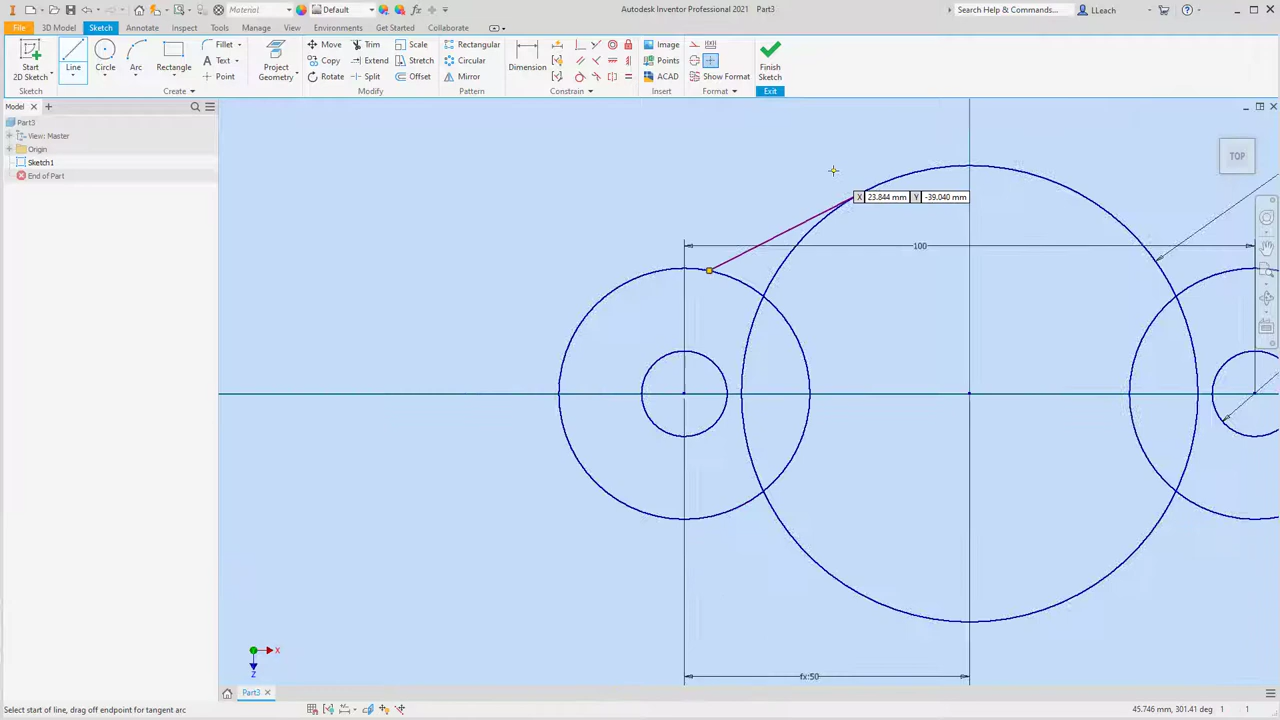 Material
Default
Autodesk Inventor Professional 2021 Part3
Search Help & Commands...
LLeach
File 3D Model Sketch Annotate Inspect Tools Manage View Environments Get Started Collaborate
Start
2D Sketch
Line
Circle
Arc
Rectangle
Fillet
Text
Point
Project
Geometry
Move Trim Scale
Copy Extend Stretch
Rotate Split Offset
Rectangular
Circular
Mirror
Dimension
Image
Points
ACAD
Show Format
Finish
Sketch
Sketch Create Modify Pattern Constrain Insert Format Exit
Model
Part3
View: Master
Origin
Sketch1
End of Part
TOP
X 23.844 mm Y -39.040 mm
100
fx:50
X
Z
Part3
Select start of line, drag off endpoint for tangent arc
45.746 mm, 301.41 deg 1 1